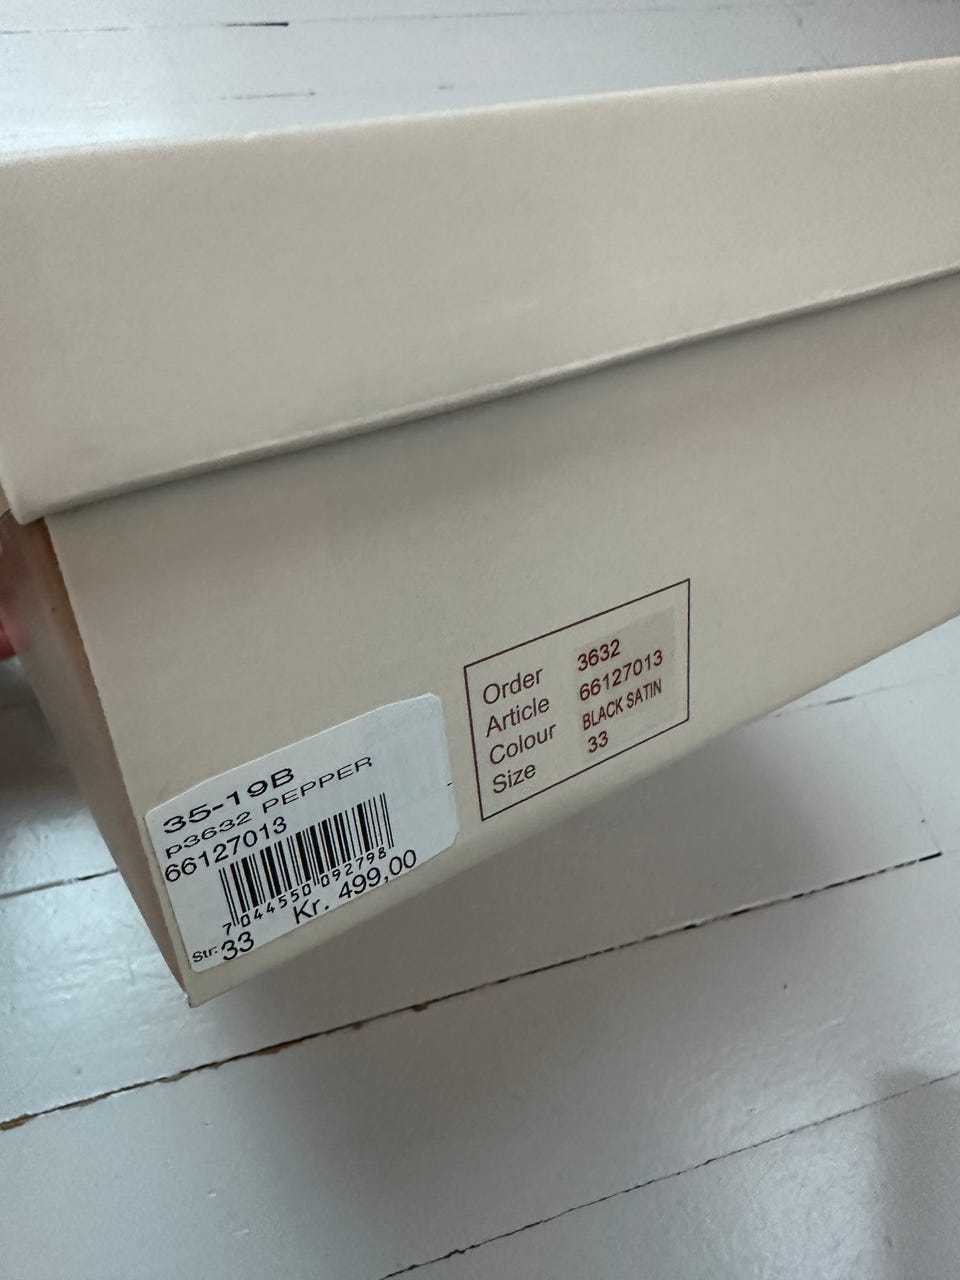 Order 3632
Article 66127013
Colour BLACK SATIN
Size 33
35-19B
P3632 PEPPER
66127013
7 044550 092798
Kr. 499,00
Str: 33